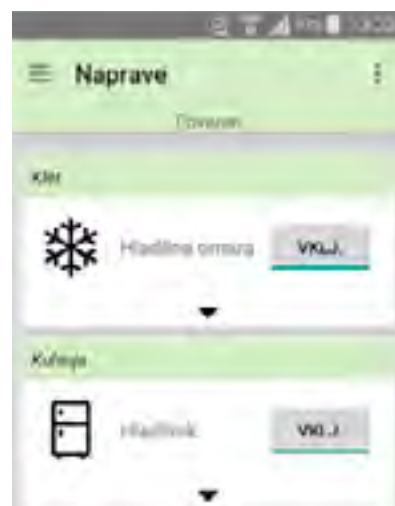 Naprave
Povezan
Klet
Hladilna omara VKLJ.
Kuhinja
Hladilnik VKLJ.